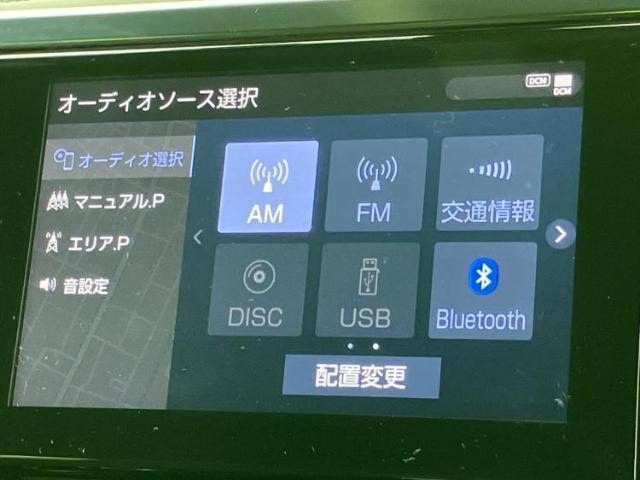 DCM
DCM
オーディオソース選択
オーディオ選択
マニュアル.P
エリア.P
音設定
AM
FM
交通情報
DISC
USB
Bluetooth
配置変更